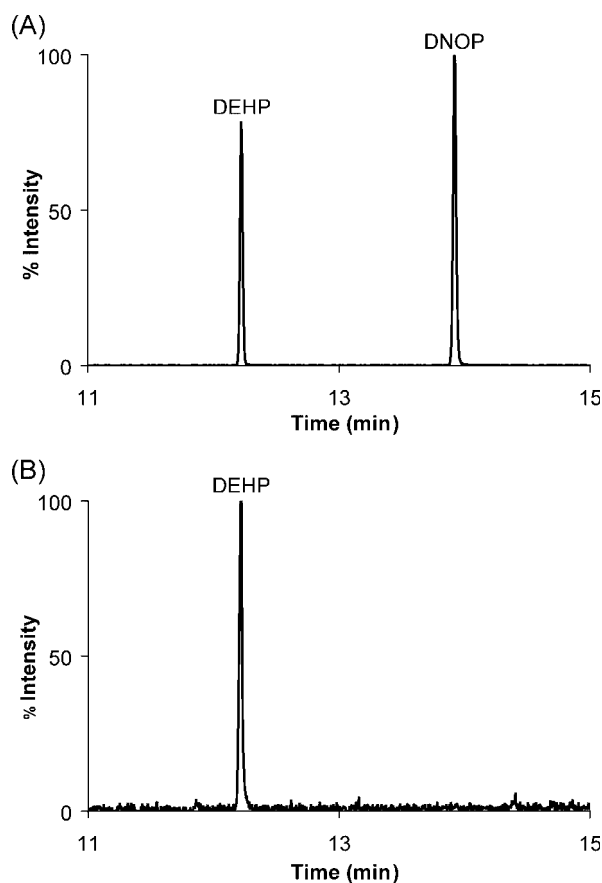 (A)
DNOP
100
DEHP
% Intensity
50
0
11 13 15
Time (min)
(B)
DEHP
100
% Intensity
50
0
11 13 15
Time (min)